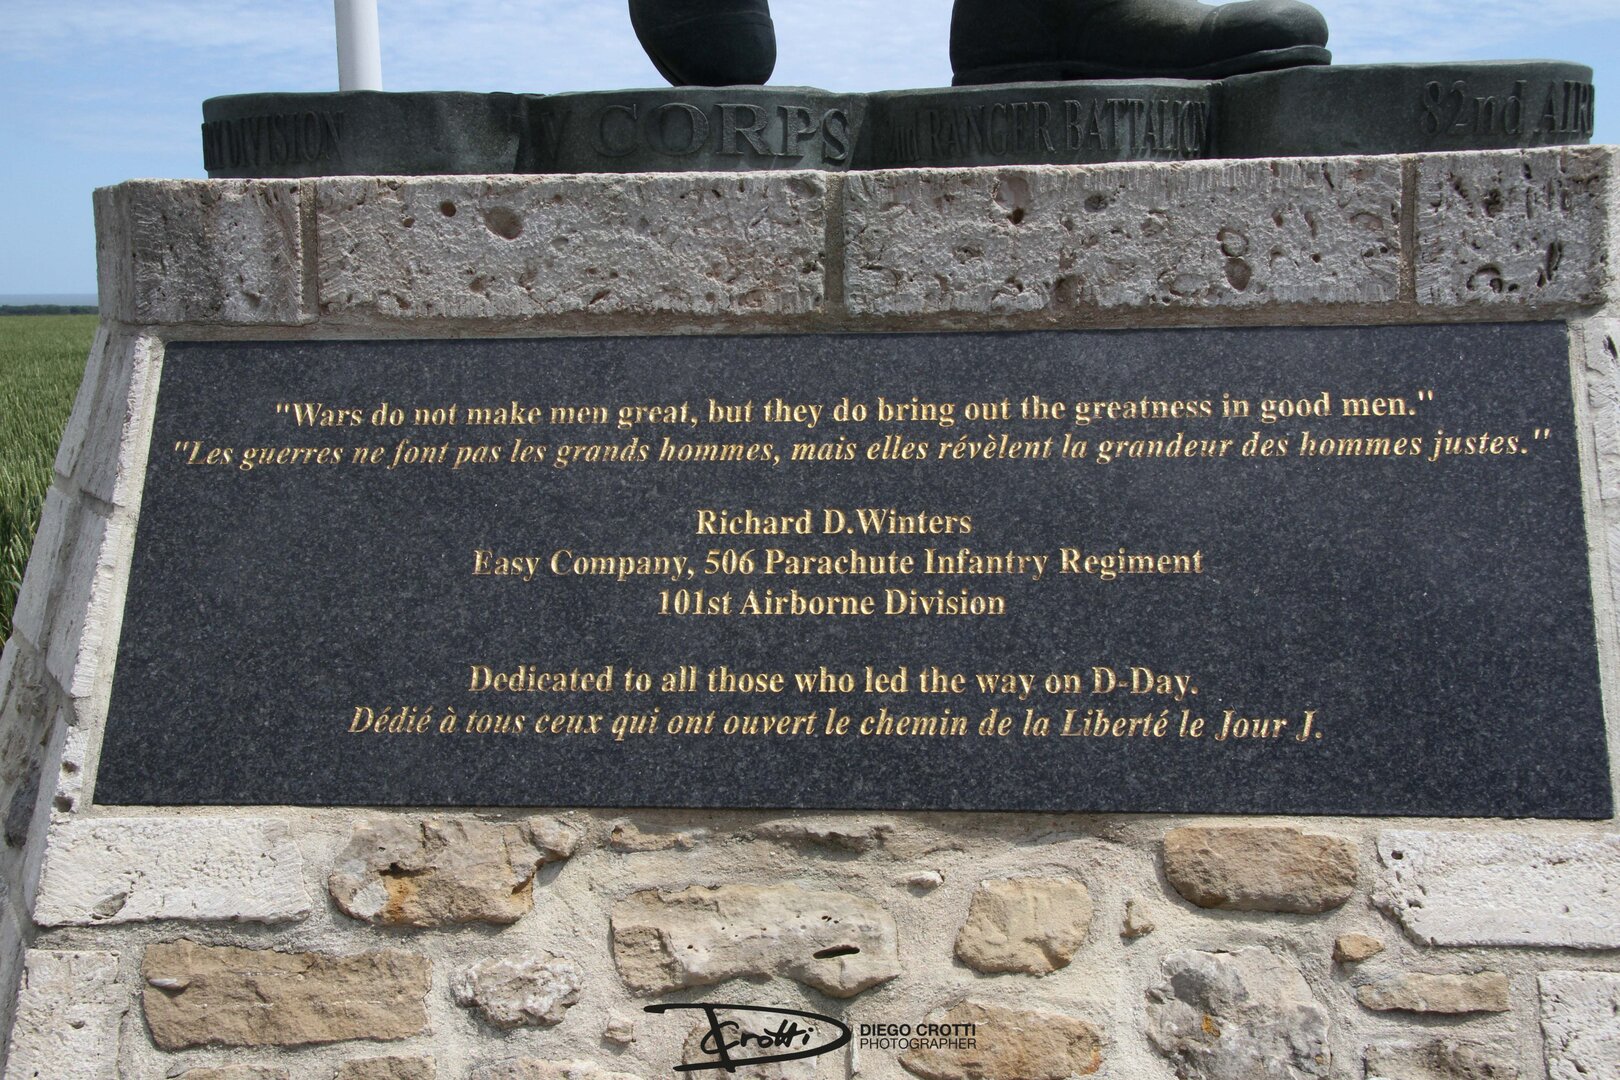 DIVISION
V CORPS
2nd RANGER BATTALION
82nd AIR
"Wars do not make men great, but they do bring out the greatness in good men."
"Les guerres ne font pas les grands hommes, mais elles révèlent la grandeur des hommes justes."
Richard D.Winters
Easy Company, 506 Parachute Infantry Regiment
101st Airborne Division
Dedicated to all those who led the way on D-Day.
Dédié à tous ceux qui ont ouvert le chemin de la Liberté le Jour J.
Crotti
DIEGO CROTTI
PHOTOGRAPHER